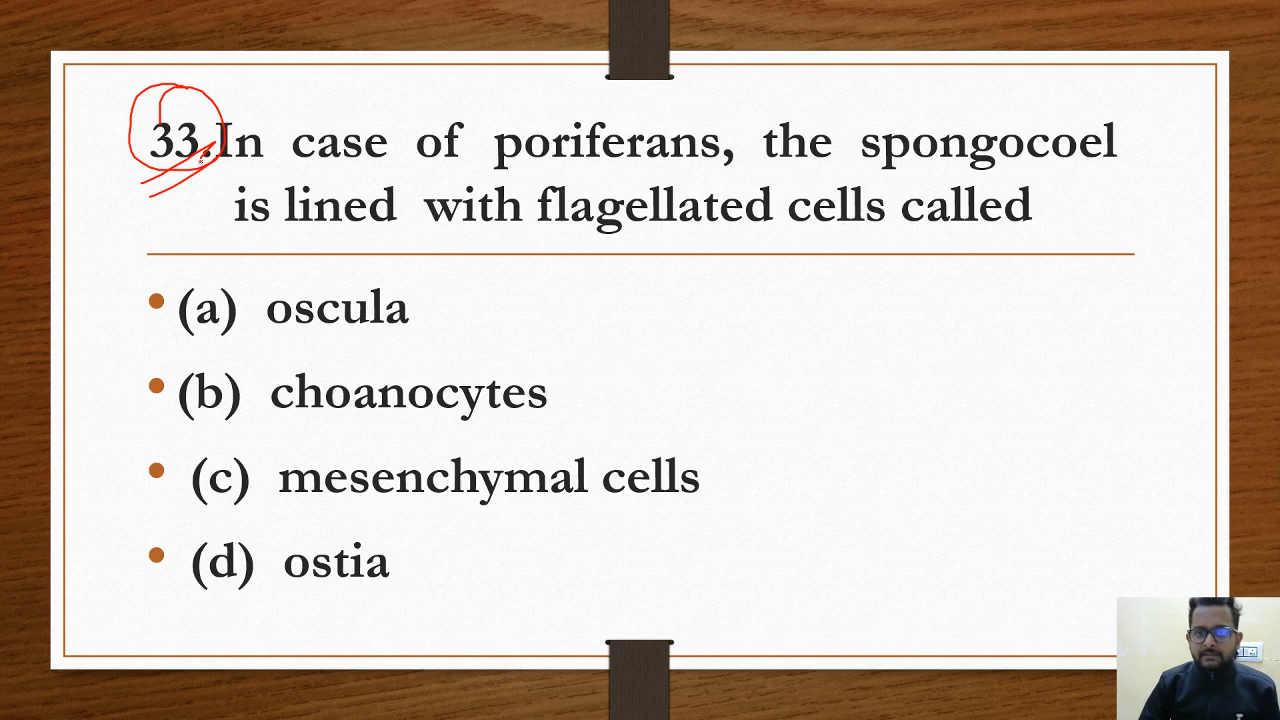 33.In case of poriferans, the spongocoel
is lined with flagellated cells called
• (a) oscula
• (b) choanocytes
• (c) mesenchymal cells
• (d) ostia